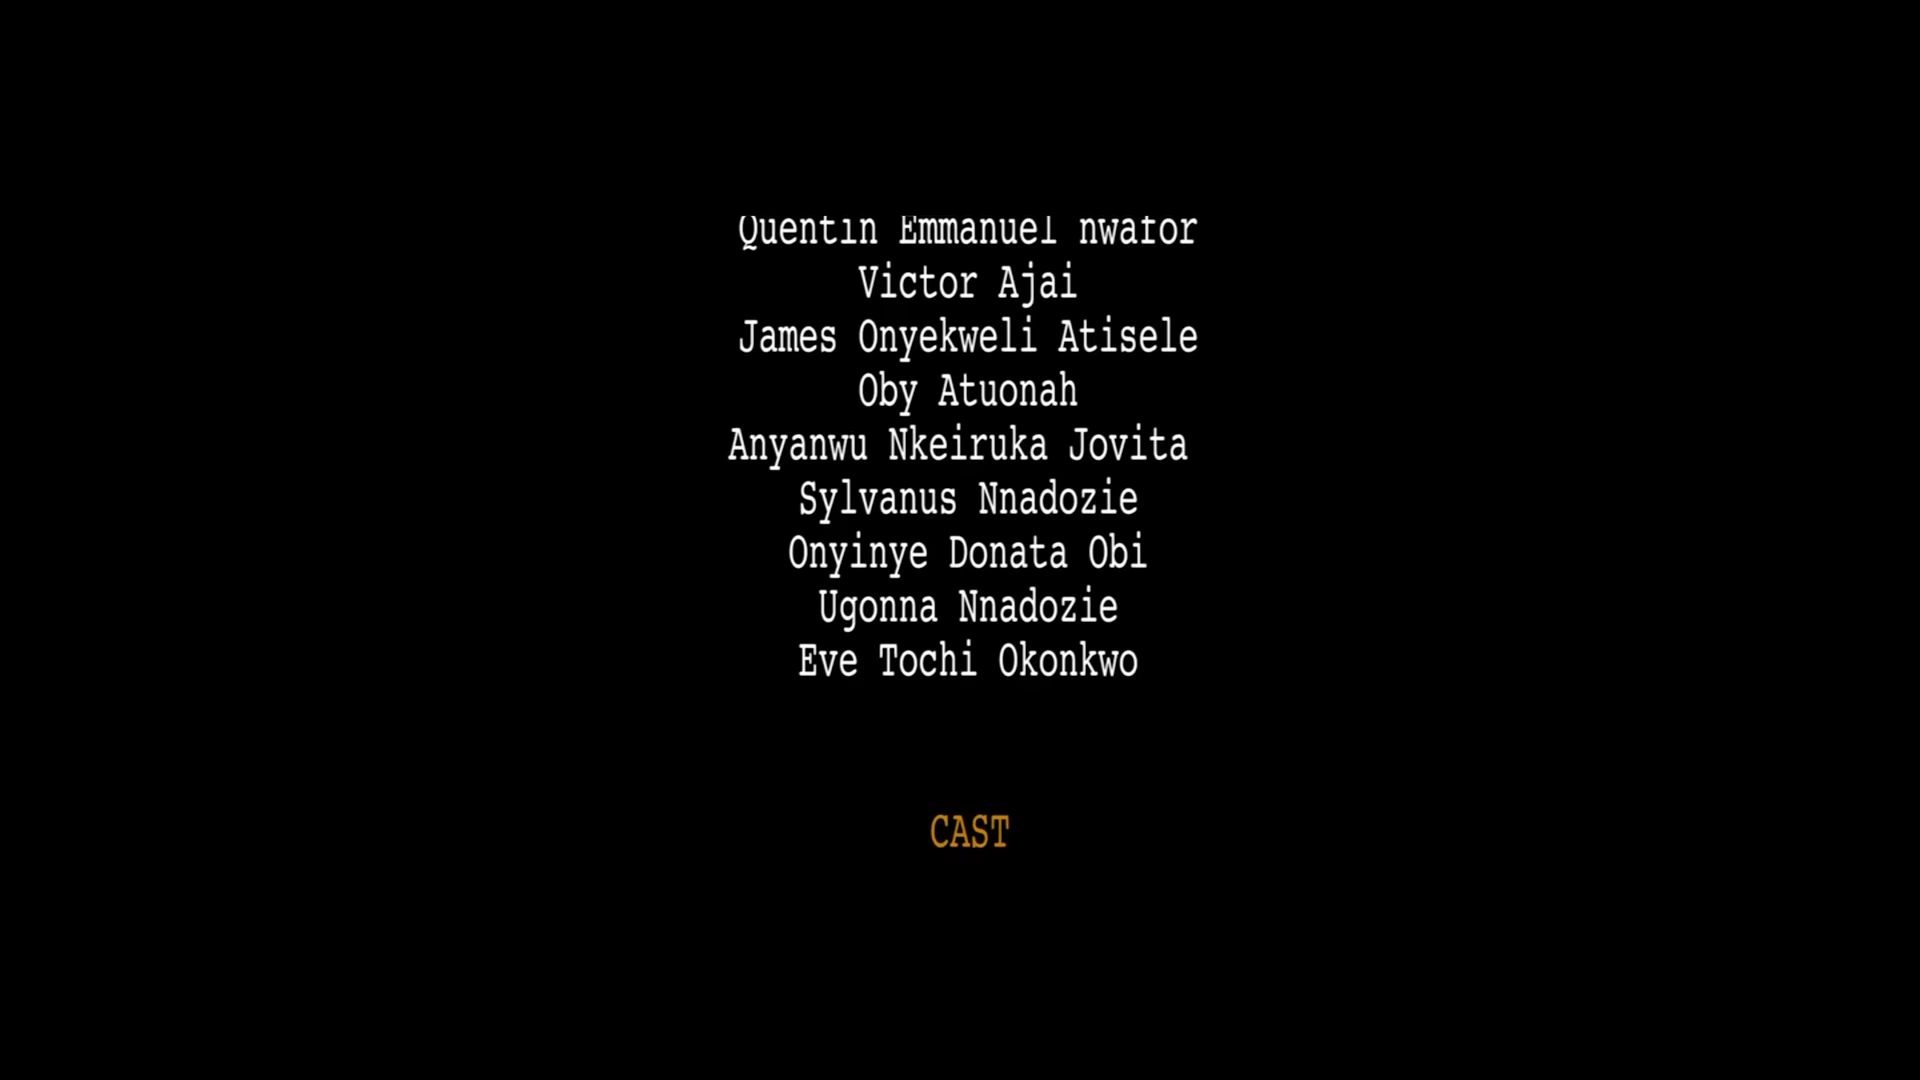 Quentin Emmanuel nwafor
Victor Ajai
James Onyekweli Atisele
Oby Atuonah
Anyanwu Nkeiruka Jovita
Sylvanus Nnadozie
Onyinye Donata Obi
Ugonna Nnadozie
Eve Tochi Okonkwo
CAST